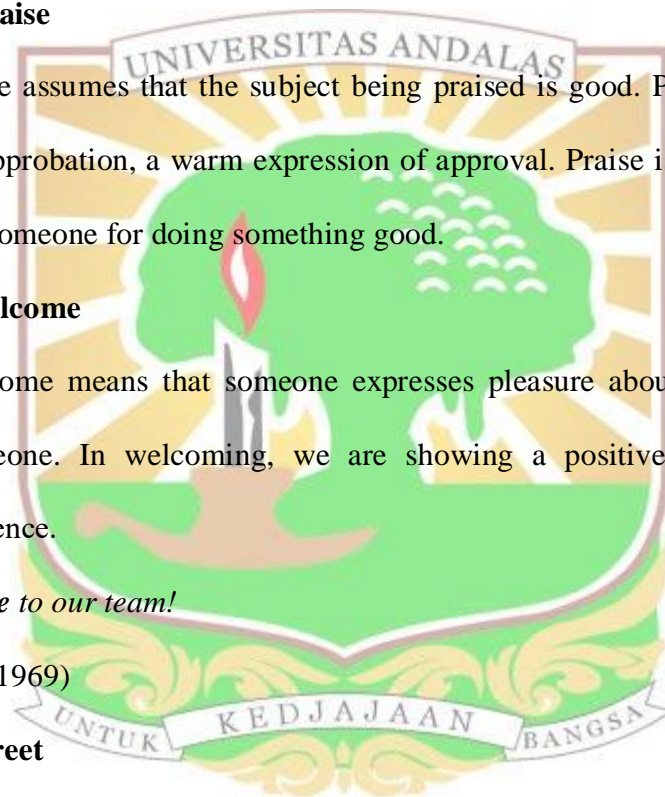 aise
UNIVERSITAS ANDALAS
e assumes that the subject being praised is good. P
pprobation, a warm expression of approval. Praise i
omeone for doing something good.
lcome
ome means that someone expresses pleasure abou
eone. In welcoming, we are showing a positive
ence.
e to our team!
1969)
UNTUK KEDJAJAAN BANGSA
reet